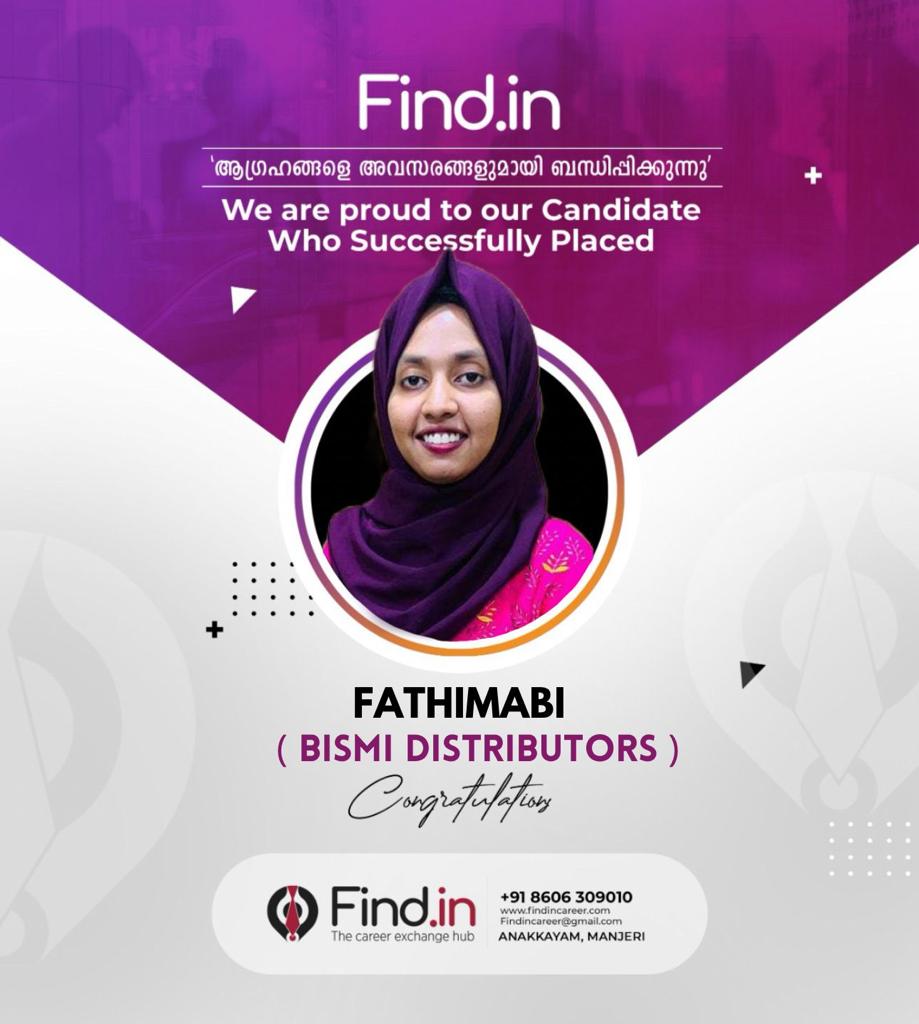 Find.in
'ആഗ്രഹങ്ങളെ അവസരങ്ങളുമായി ബന്ധിപ്പിക്കുന്നു'
We are proud to our Candidate
Who Successfully Placed
FATHIMABI
( BISMI DISTRIBUTORS )
Congratulations
Find.in
The career exchange hub
+91 8606 309010
www.findincareer.com
Findincareer@gmail.com
ANAKKAYAM, MANJERI